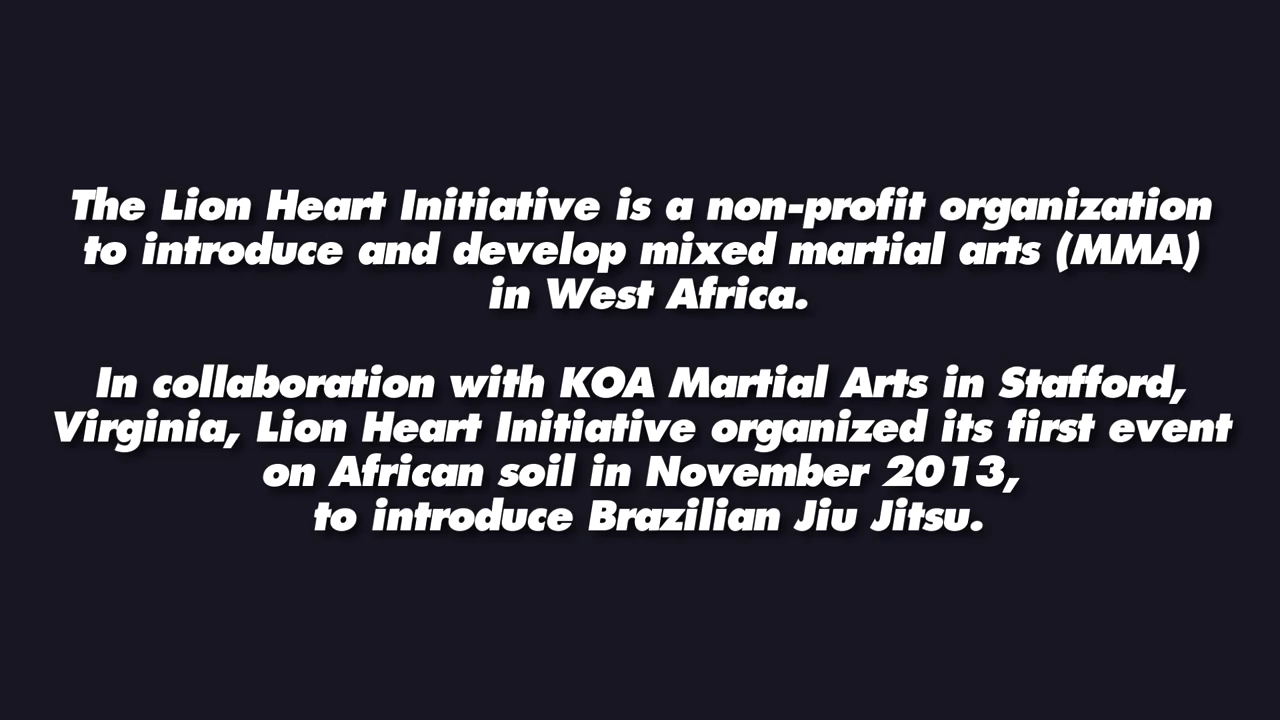 The Lion Heart Initiative is a non-profit organization
to introduce and develop mixed martial arts (MMA)
in West Africa.
In collaboration with KOA Martial Arts in Stafford,
Virginia, Lion Heart Initiative organized its first event
on African soil in November 2013,
to introduce Brazilian Jiu Jitsu.